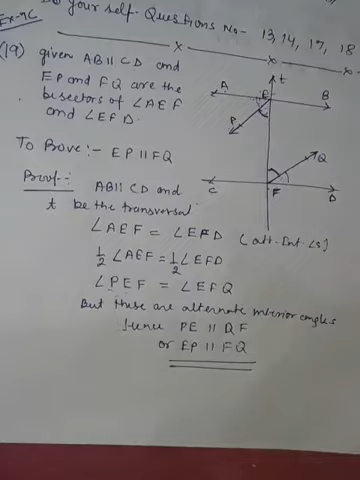 Ex-7C
your self. Questions No - 13, 14, 17, 18
x x x
(19) given AB || CD and
EP and FQ are the
besectors of ∠AEF
and ∠EFD.
t
A E B
P
Q
C F D
To Prove:- EP || FQ
Proof-: AB || CD and
t be the transversal
∠AEF = ∠EFD (alt. Int. ∠s)
1/2 ∠AEF = 1/2 ∠EFD
∠PEF = ∠EFQ
But these are alternate interior angles
hence PE || QF
or EP || FQ